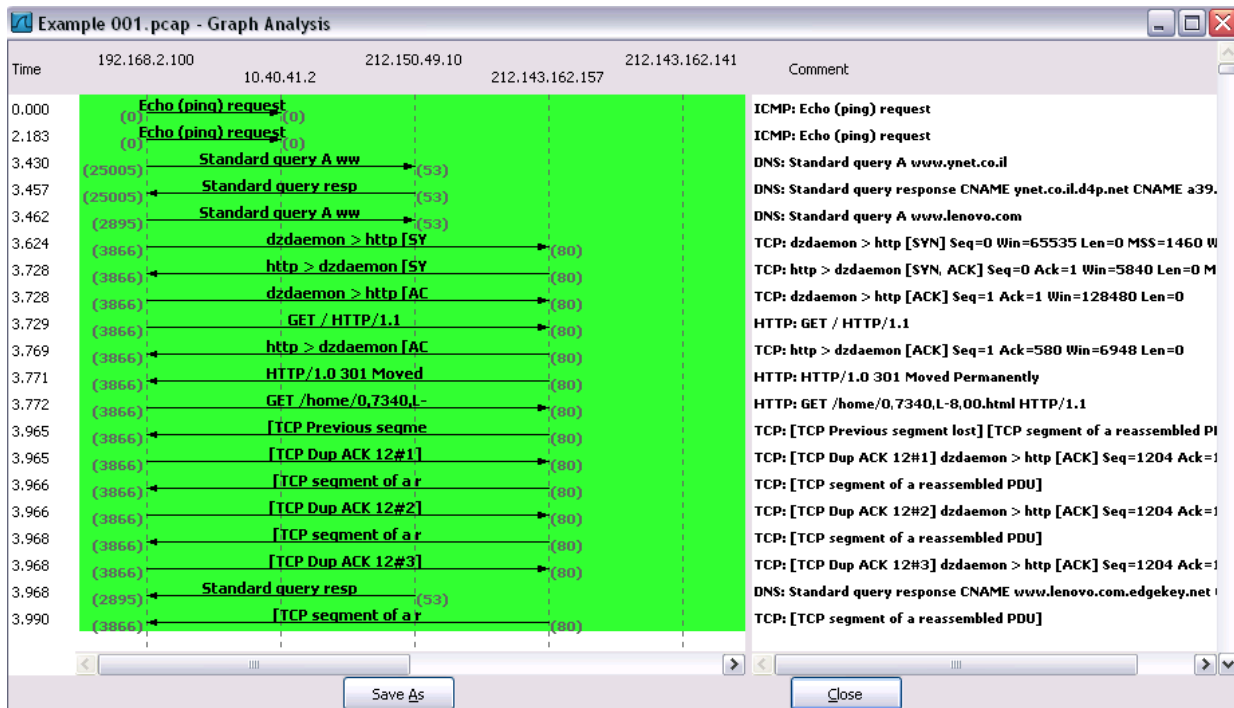 Example 001.pcap - Graph Analysis
Time 192.168.2.100 10.40.41.2 212.150.49.10 212.143.162.157 212.143.162.141 Comment
0.000 (0) Echo (ping) request (0) ICMP: Echo (ping) request
2.183 (0) Echo (ping) request (0) ICMP: Echo (ping) request
3.430 (25005) Standard query A ww (53) DNS: Standard query A www.ynet.co.il
3.457 (25005) Standard query resp (53) DNS: Standard query response CNAME ynet.co.il.d4p.net CNAME a39.
3.462 (2895) Standard query A ww (53) DNS: Standard query A www.lenovo.com
3.624 (3866) dzdaemon > http [SY (80) TCP: dzdaemon > http [SYN] Seq=0 Win=65535 Len=0 MSS=1460 W
3.728 (3866) http > dzdaemon [SY (80) TCP: http > dzdaemon [SYN, ACK] Seq=0 Ack=1 Win=5840 Len=0 M
3.728 (3866) dzdaemon > http [AC (80) TCP: dzdaemon > http [ACK] Seq=1 Ack=1 Win=128480 Len=0
3.729 (3866) GET / HTTP/1.1 (80) HTTP: GET / HTTP/1.1
3.769 (3866) http > dzdaemon [AC (80) TCP: http > dzdaemon [ACK] Seq=1 Ack=580 Win=6948 Len=0
3.771 (3866) HTTP/1.0 301 Moved (80) HTTP: HTTP/1.0 301 Moved Permanently
3.772 (3866) GET /home/0,7340,L- (80) HTTP: GET /home/0,7340,L-8,00.html HTTP/1.1
3.965 (3866) [TCP Previous segme (80) TCP: [TCP Previous segment lost] [TCP segment of a reassembled PD
3.965 (3866) [TCP Dup ACK 12#1] (80) TCP: [TCP Dup ACK 12#1] dzdaemon > http [ACK] Seq=1204 Ack=1
3.966 (3866) [TCP segment of a r (80) TCP: [TCP segment of a reassembled PDU]
3.966 (3866) [TCP Dup ACK 12#2] (80) TCP: [TCP Dup ACK 12#2] dzdaemon > http [ACK] Seq=1204 Ack=1
3.968 (3866) [TCP segment of a r (80) TCP: [TCP segment of a reassembled PDU]
3.968 (3866) [TCP Dup ACK 12#3] (80) TCP: [TCP Dup ACK 12#3] dzdaemon > http [ACK] Seq=1204 Ack=1
3.968 (2895) Standard query resp (53) DNS: Standard query response CNAME www.lenovo.com.edgekey.net
3.990 (3866) [TCP segment of a r (80) TCP: [TCP segment of a reassembled PDU]
Save As Close